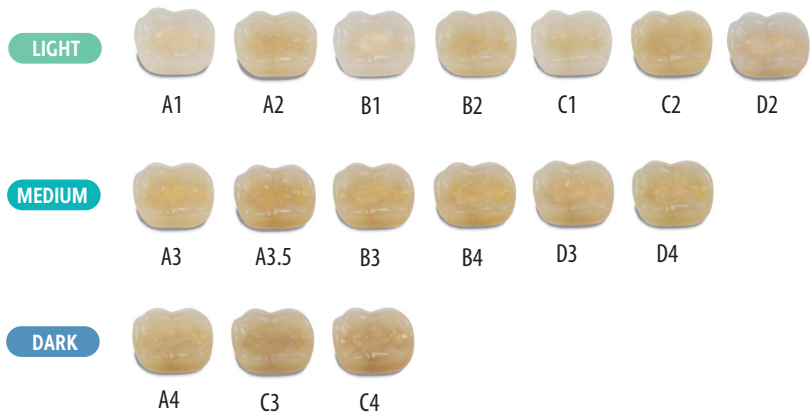 LIGHT
A1 A2 B1 B2 C1 C2 D2
MEDIUM
A3 A3.5 B3 B4 D3 D4
DARK
A4 C3 C4